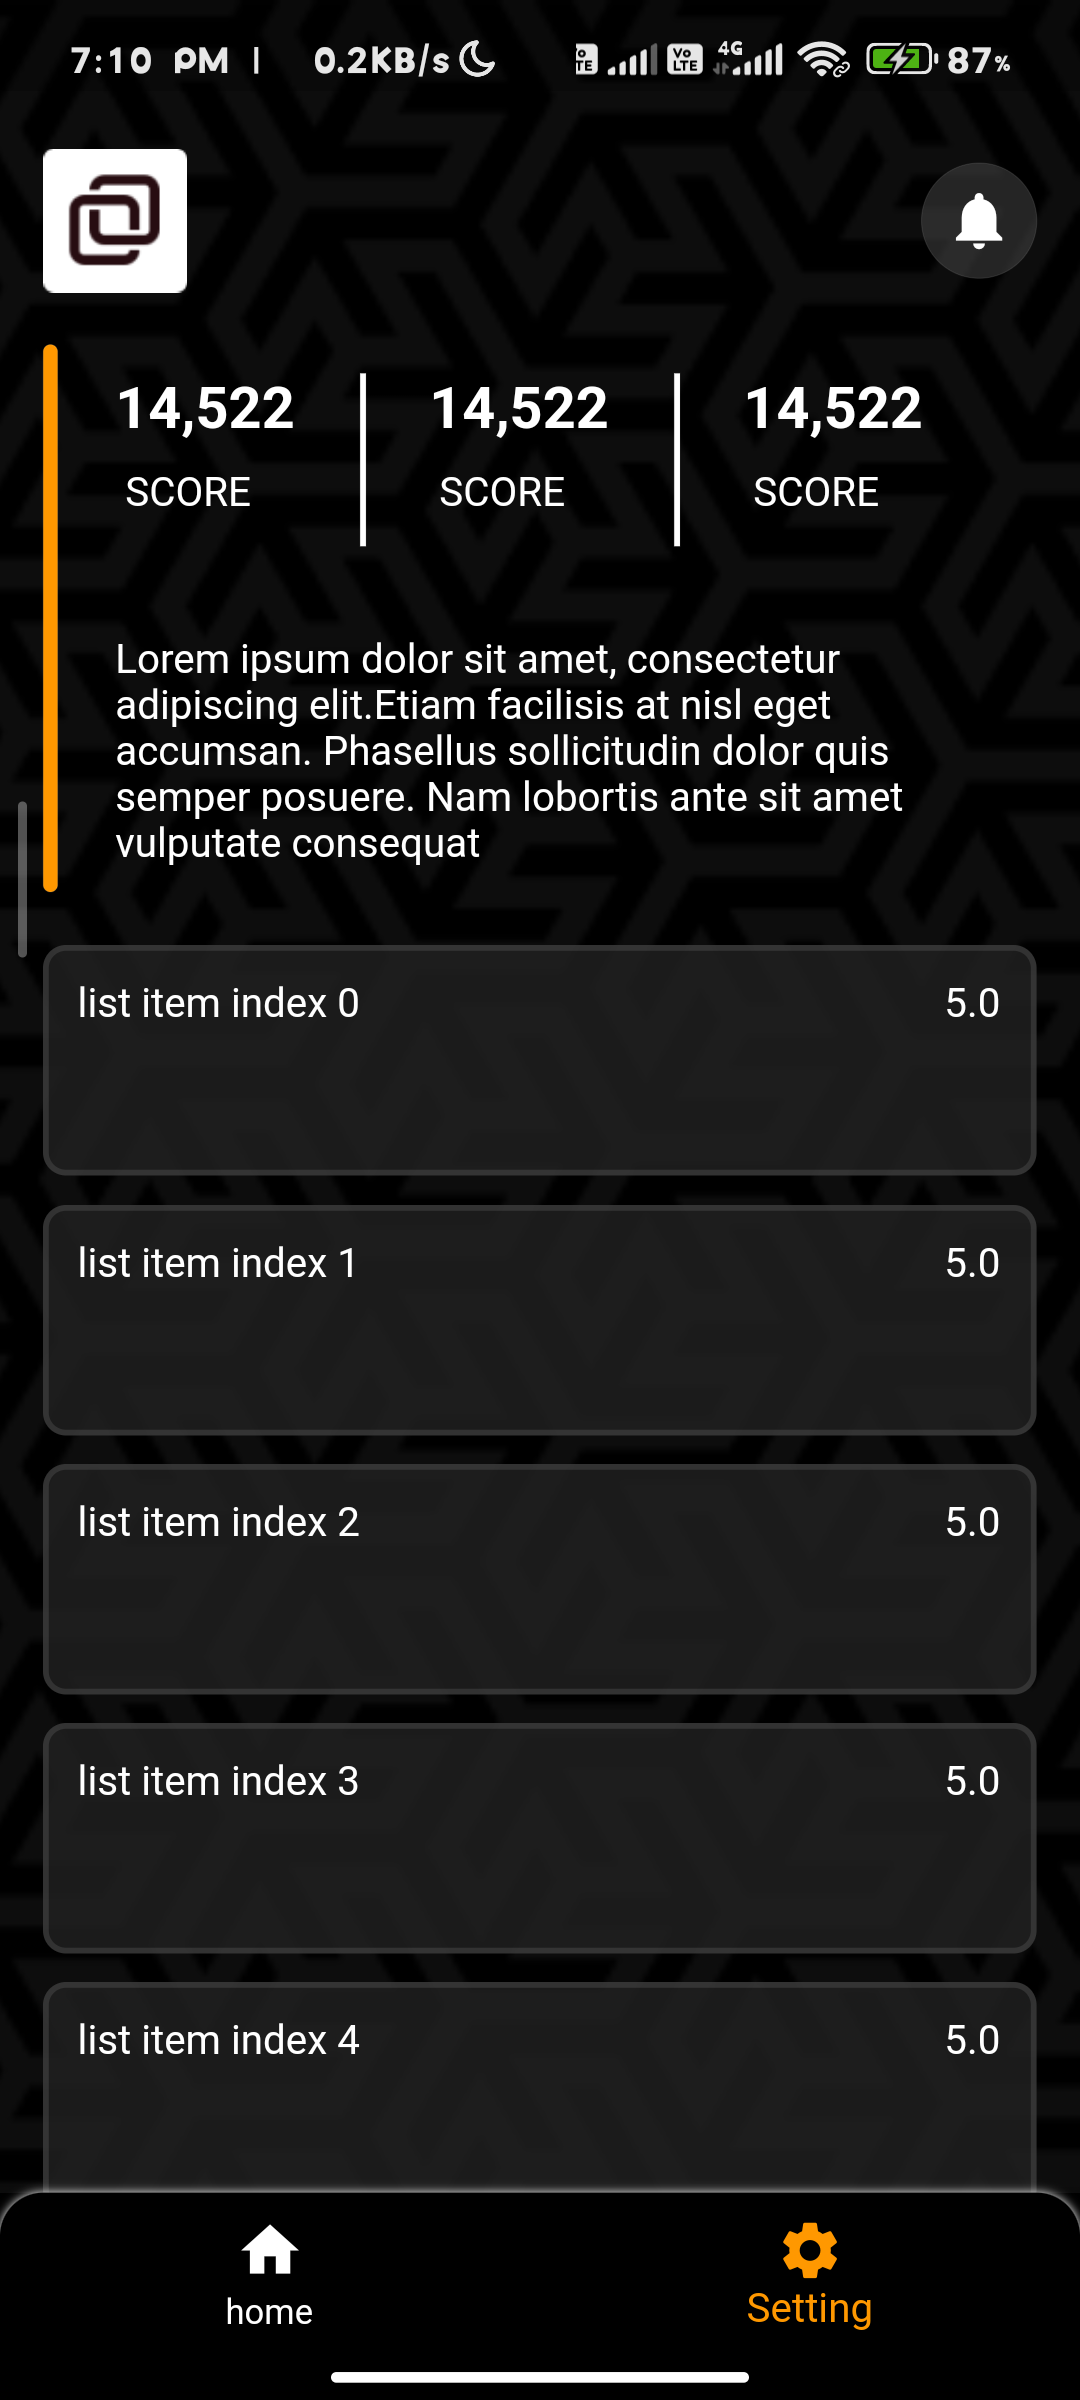 7:10 PM | 0.2KB/s VoLTE 4G 87%
14,522 14,522 14,522
SCORE SCORE SCORE
Lorem ipsum dolor sit amet, consectetur
adipiscing elit.Etiam facilisis at nisl eget
accumsan. Phasellus sollicitudin dolor quis
semper posuere. Nam lobortis ante sit amet
vulputate consequat
list item index 0 5.0
list item index 1 5.0
list item index 2 5.0
list item index 3 5.0
list item index 4 5.0
home Setting